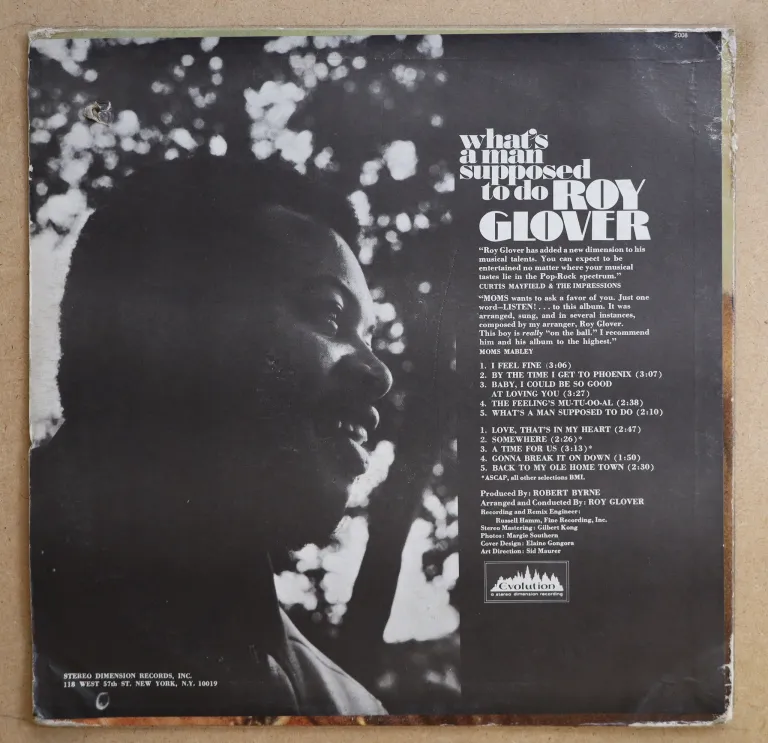 2008
what's
a man
supposed
to do ROY
GLOVER
"Roy Glover has added a new dimension to his
musical talents. You can expect to be
entertained no matter where your musical
tastes lie in the Pop-Rock spectrum."
CURTIS MAYFIELD & THE IMPRESSIONS
"MOMS wants to ask a favor of you. Just one
word—LISTEN! . . . to this album. It was
arranged, sung, and in several instances,
composed by my arranger, Roy Glover.
This boy is really "on the ball." I recommend
him and his album to the highest."
MOMS MABLEY
1. I FEEL FINE (3:06)
2. BY THE TIME I GET TO PHOENIX (3:07)
3. BABY, I COULD BE SO GOOD
AT LOVING YOU (3:27)
4. THE FEELING'S MU-TU-OO-AL (2:38)
5. WHAT'S A MAN SUPPOSED TO DO (2:10)
1. LOVE, THAT'S IN MY HEART (2:47)
2. SOMEWHERE (2:26)*
3. A TIME FOR US (3:13)*
4. GONNA BREAK IT ON DOWN (1:50)
5. BACK TO MY OLE HOME TOWN (2:30)
*ASCAP, all other selections BMI.
Produced By: ROBERT BYRNE
Arranged and Conducted By: ROY GLOVER
Recording and Remix Engineer:
Russell Hamm, Fine Recording, Inc.
Stereo Mastering: Gilbert Kong
Photos: Margie Southern
Cover Design: Elaine Gongora
Art Direction: Sid Maurer
Evolution
a stereo dimension recording
STEREO DIMENSION RECORDS, INC.
118 WEST 57th ST. NEW YORK, N.Y. 10019